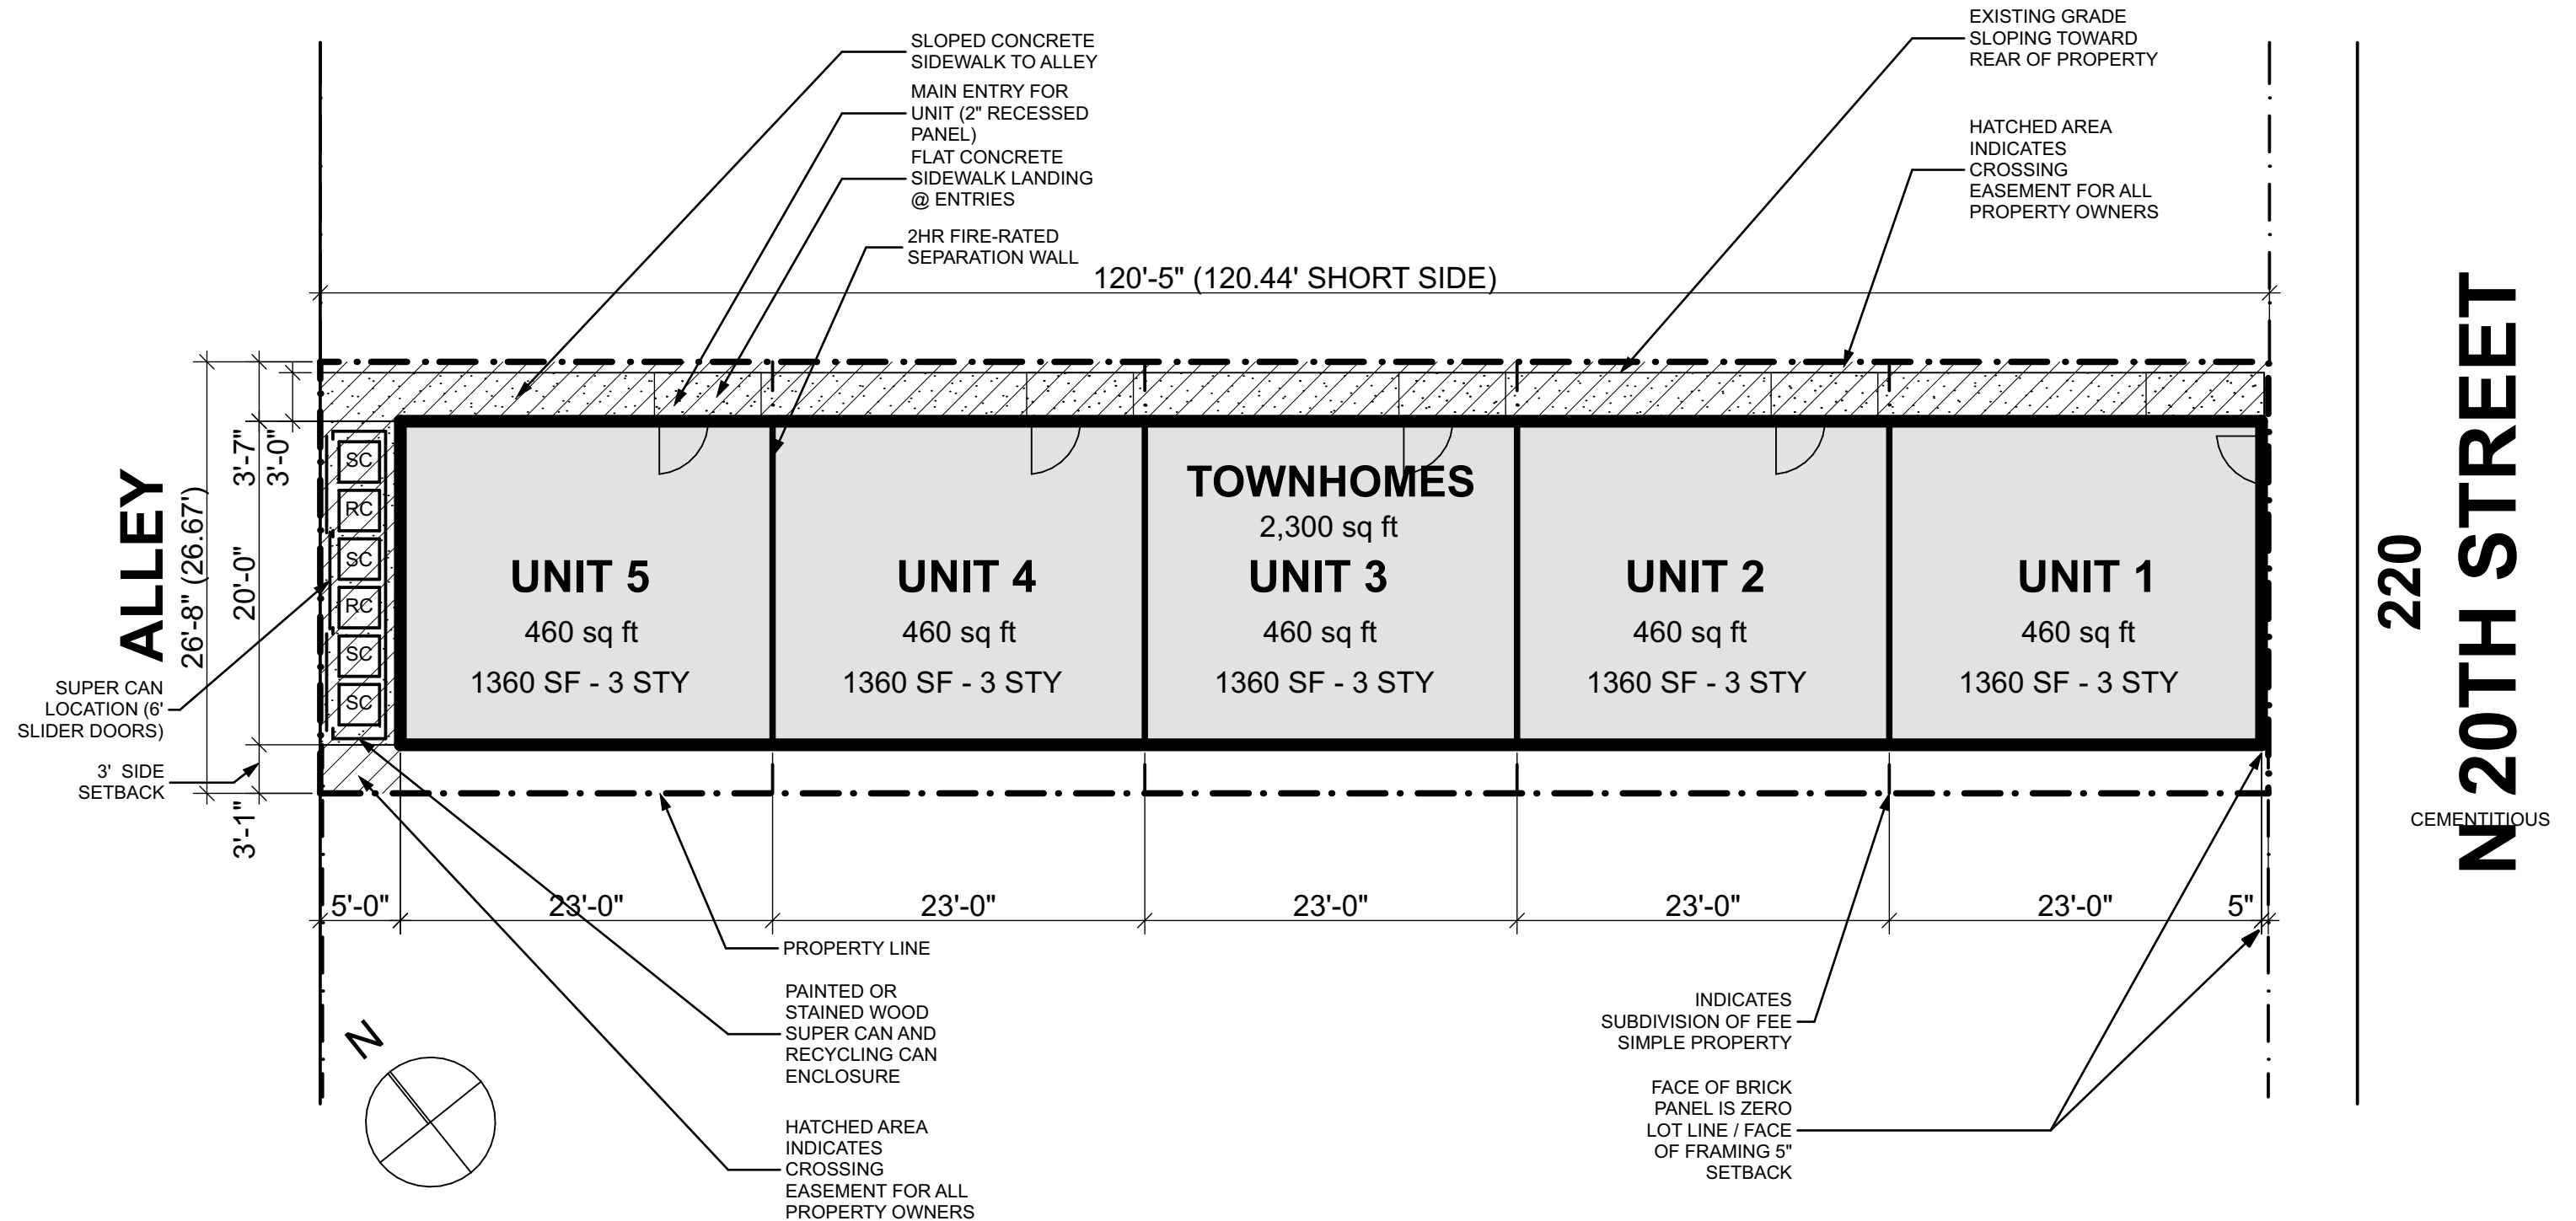 SLOPED CONCRETE
SIDEWALK TO ALLEY
MAIN ENTRY FOR
UNIT (2" RECESSED
PANEL)
FLAT CONCRETE
SIDEWALK LANDING
@ ENTRIES
2HR FIRE-RATED
SEPARATION WALL
EXISTING GRADE
SLOPING TOWARD
REAR OF PROPERTY
HATCHED AREA
INDICATES
CROSSING
EASEMENT FOR ALL
PROPERTY OWNERS
120'-5" (120.44' SHORT SIDE)
ALLEY
26'-8" (26.67')
3'-7"
3'-0"
20'-0"
3'-1"
SC
RC
SC
RC
SC
SC
SUPER CAN
LOCATION (6'
SLIDER DOORS)
3' SIDE
SETBACK
TOWNHOMES
2,300 sq ft
UNIT 5
460 sq ft
1360 SF - 3 STY
UNIT 4
460 sq ft
1360 SF - 3 STY
UNIT 3
460 sq ft
1360 SF - 3 STY
UNIT 2
460 sq ft
1360 SF - 3 STY
UNIT 1
460 sq ft
1360 SF - 3 STY
220
N 20TH STREET
CEMENTITIOUS
5'-0"
23'-0"
23'-0"
23'-0"
23'-0"
23'-0"
5"
PROPERTY LINE
PAINTED OR
STAINED WOOD
SUPER CAN AND
RECYCLING CAN
ENCLOSURE
HATCHED AREA
INDICATES
CROSSING
EASEMENT FOR ALL
PROPERTY OWNERS
INDICATES
SUBDIVISION OF FEE
SIMPLE PROPERTY
FACE OF BRICK
PANEL IS ZERO
LOT LINE / FACE
OF FRAMING 5"
SETBACK
N